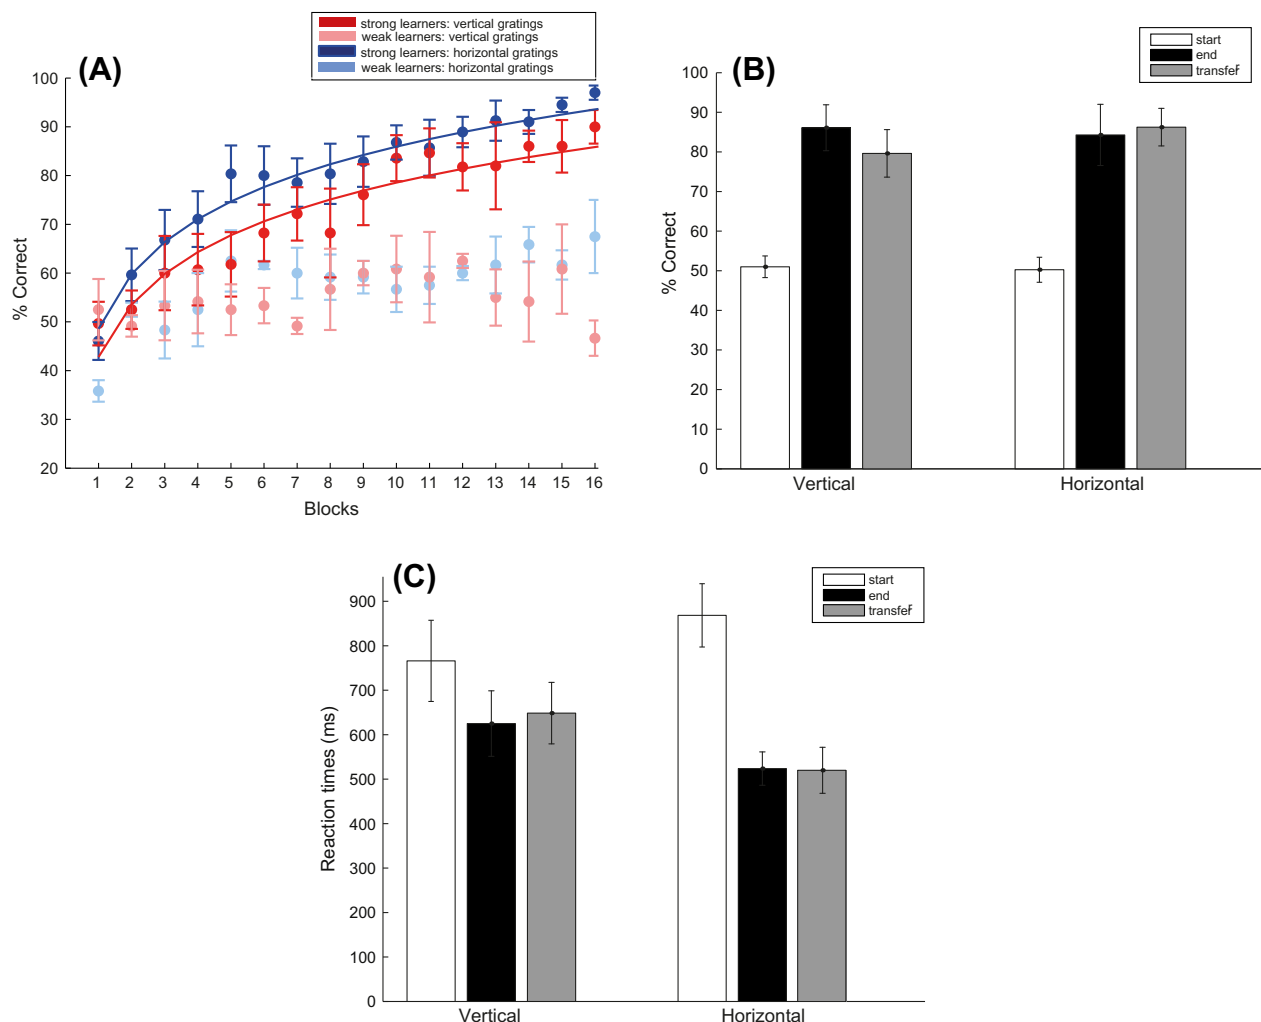 strong learners: vertical gratings
weak learners: vertical gratings
strong learners: horizontal gratings
weak learners: horizontal gratings
(A)
100
90
80
70
60
50
40
30
20
% Correct
1 2 3 4 5 6 7 8 9 10 11 12 13 14 15 16
Blocks
start
end
transfer
(B)
100
90
80
70
60
50
40
30
20
10
0
% Correct
Vertical Horizontal
(C)
start
end
transfer
900
800
700
600
500
400
300
200
100
0
Reaction times (ms)
Vertical Horizontal